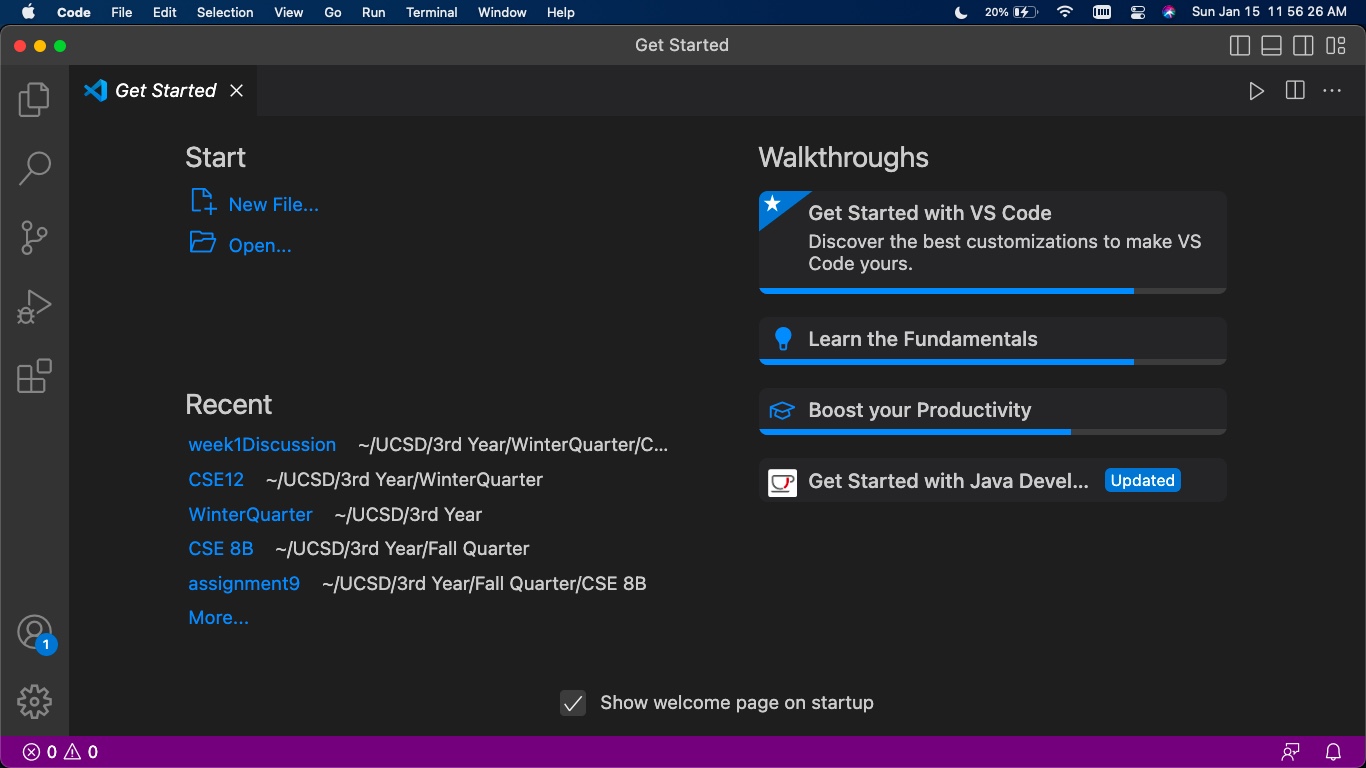 Code File Edit Selection View Go Run Terminal Window Help 20% Sun Jan 15 11 56 26 AM
Get Started
Get Started
Start
New File...
Open...
Recent
week1Discussion ~/UCSD/3rd Year/WinterQuarter/C...
CSE12 ~/UCSD/3rd Year/WinterQuarter
WinterQuarter ~/UCSD/3rd Year
CSE 8B ~/UCSD/3rd Year/Fall Quarter
assignment9 ~/UCSD/3rd Year/Fall Quarter/CSE 8B
More...
Walkthroughs
Get Started with VS Code
Discover the best customizations to make VS
Code yours.
Learn the Fundamentals
Boost your Productivity
Get Started with Java Devel... Updated
1
Show welcome page on startup
0 0